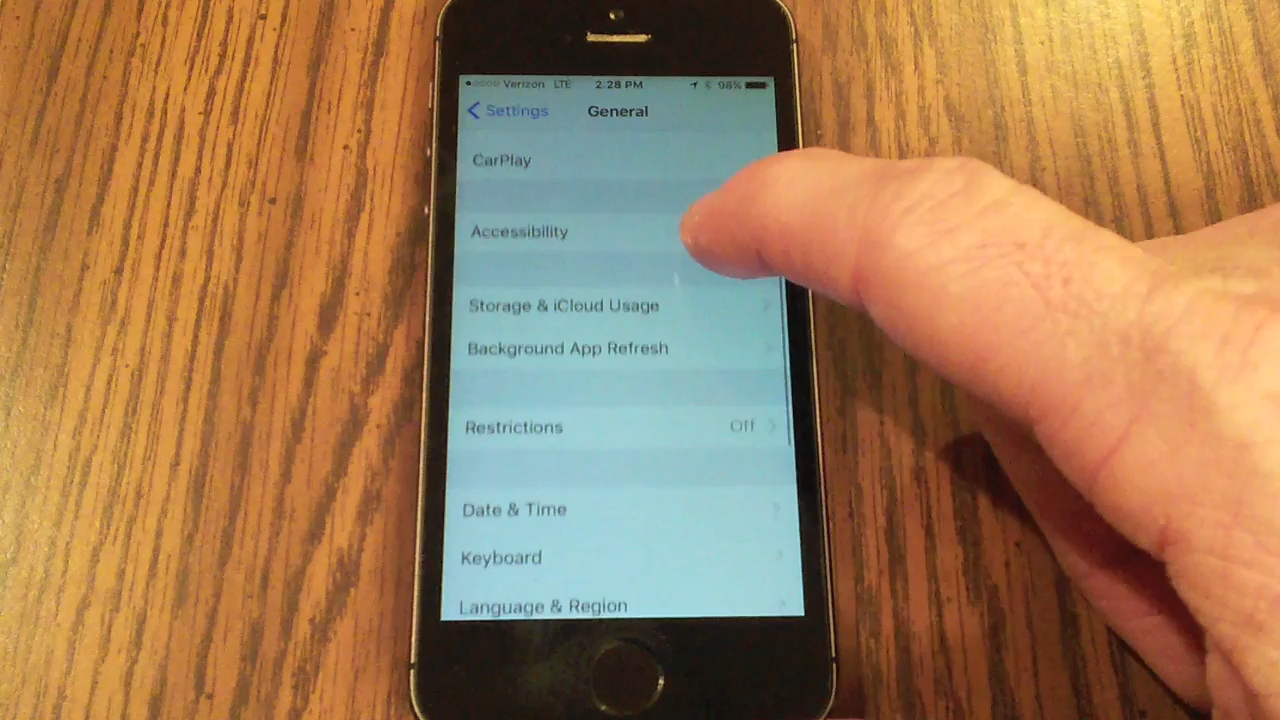 Verizon LTE 2:28 PM 98%
Settings General
CarPlay
Accessibility
Storage & iCloud Usage
Background App Refresh
Restrictions Off
Date & Time
Keyboard
Language & Region